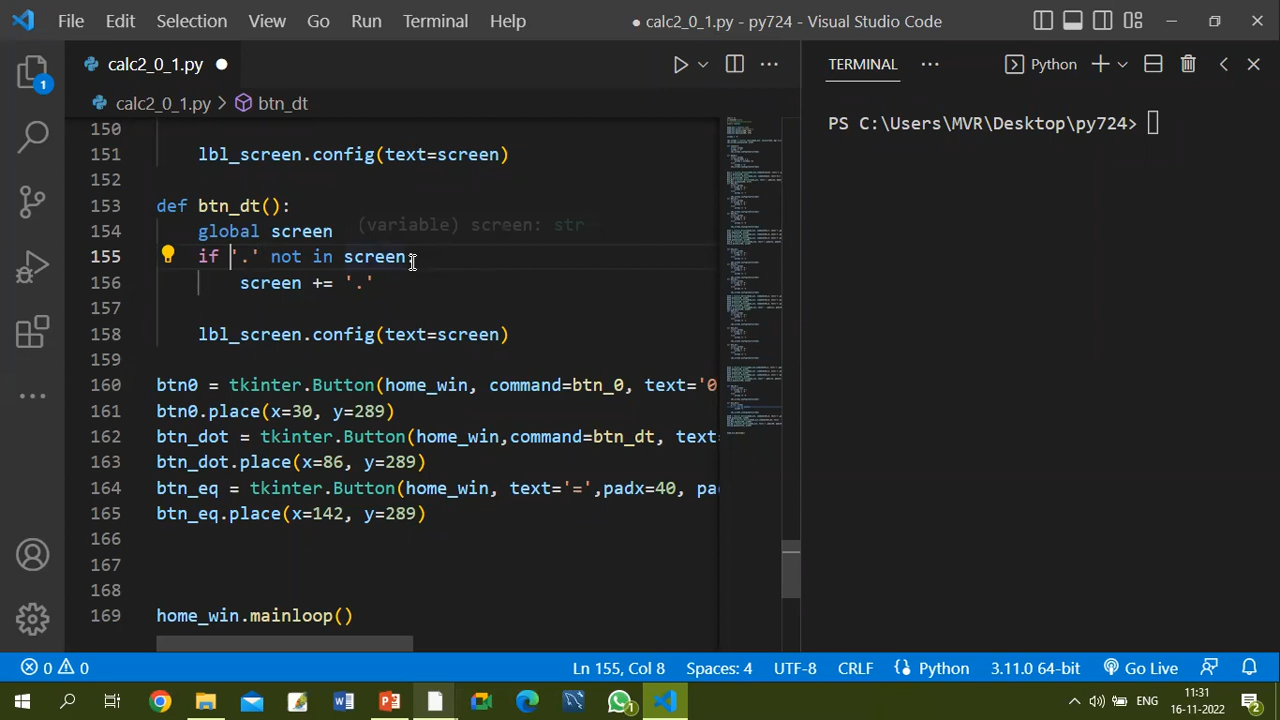 File Edit Selection View Go Run Terminal Help ● calc2_0_1.py - py724 - Visual Studio Code
calc2_0_1.py
1
calc2_0_1.py > btn_dt
150
151 lbl_screen.config(text=screen)
152
153 def btn_dt():
(variable) screen: str
154 global screen
155 if '.' not in screen:
156 screen += '.'
157
158 lbl_screen.config(text=screen)
159
160 btn0 = tkinter.Button(home_win, command=btn_0, text='0
161 btn0.place(x=30, y=289)
162 btn_dot = tkinter.Button(home_win,command=btn_dt, text=
163 btn_dot.place(x=86, y=289)
164 btn_eq = tkinter.Button(home_win, text='=',padx=40, pa
165 btn_eq.place(x=142, y=289)
166
167
168
169 home_win.mainloop()
TERMINAL ... Python
PS C:\Users\MVR\Desktop\py724>
0 0 Ln 155, Col 8 Spaces: 4 UTF-8 CRLF Python 3.11.0 64-bit Go Live
1 ENG 11:31
16-11-2022 2